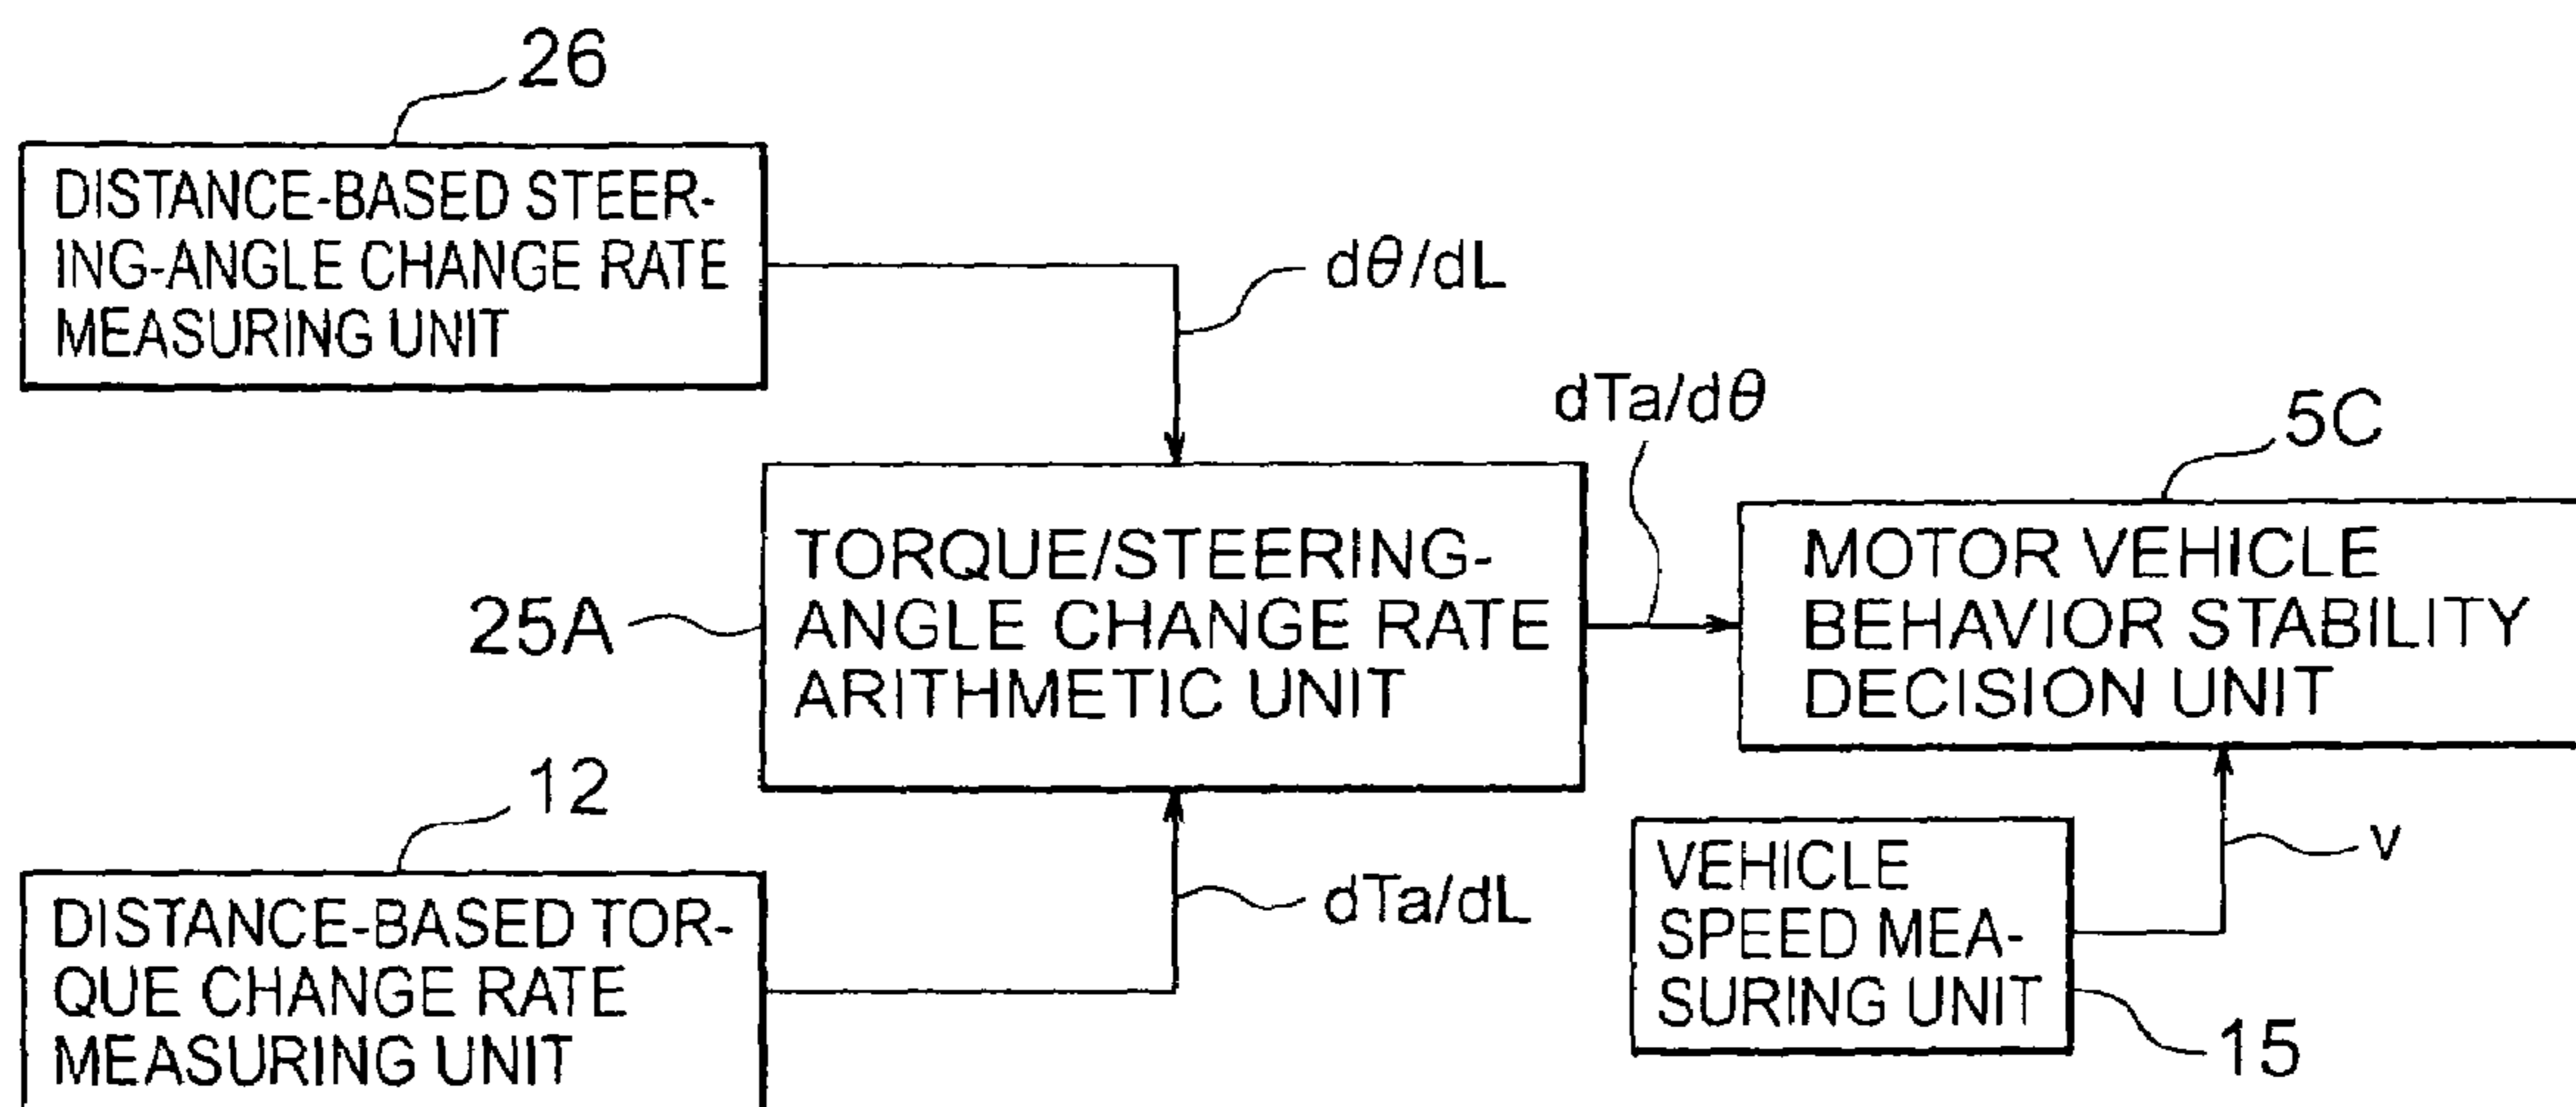 26
DISTANCE-BASED STEER-
ING-ANGLE CHANGE RATE
MEASURING UNIT
dθ/dL
dTa/dθ
5C
25A
TORQUE/STEERING-
ANGLE CHANGE RATE
ARITHMETIC UNIT
MOTOR VEHICLE
BEHAVIOR STABILITY
DECISION UNIT
12
DISTANCE-BASED TOR-
QUE CHANGE RATE
MEASURING UNIT
dTa/dL
VEHICLE
SPEED MEA-
SURING UNIT
v
15